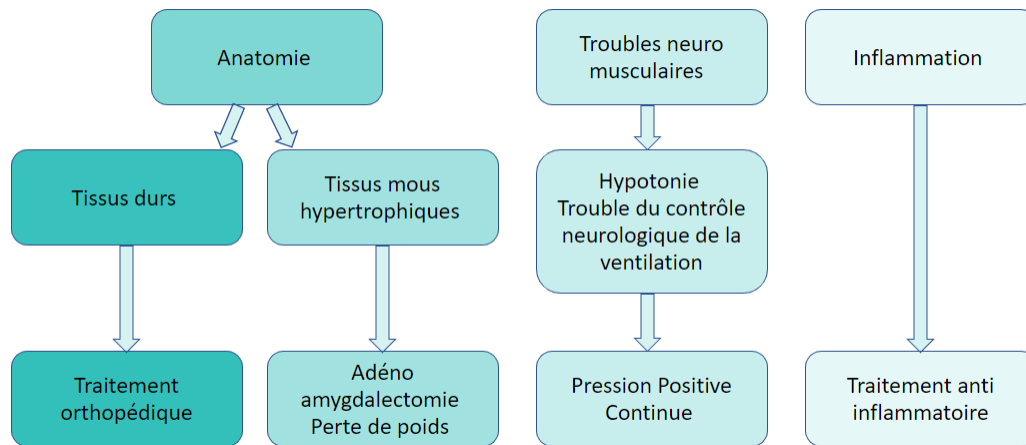 Anatomie
Troubles neuro
musculaires
Inflammation
Tissus durs
Tissus mous
hypertrophiques
Hypotonie
Trouble du contrôle
neurologique de la
ventilation
Traitement
orthopédique
Adéno
amygdalectomie
Perte de poids
Pression Positive
Continue
Traitement anti
inflammatoire